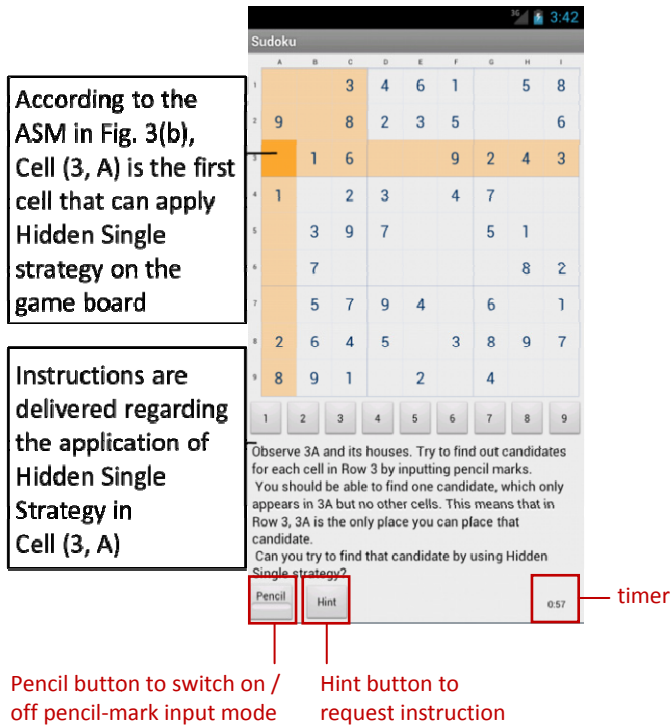 3G 3:42
Sudoku
A B C D E F G H I
1 3 4 6 1 5 8
2 9 8 2 3 5 6
3 1 6 9 2 4 3
4 1 2 3 4 7
5 3 9 7 5 1
6 7 8 2
7 5 7 9 4 6 1
8 2 6 4 5 3 8 9 7
9 8 9 1 2 4
1 2 3 4 5 6 7 8 9
Observe 3A and its houses. Try to find out candidates
for each cell in Row 3 by inputting pencil marks.
You should be able to find one candidate, which only
appears in 3A but no other cells. This means that in
Row 3, 3A is the only place you can place that
candidate.
Can you try to find that candidate by using Hidden
Single strategy?
Pencil
Hint
0:57
According to the
ASM in Fig. 3(b),
Cell (3, A) is the first
cell that can apply
Hidden Single
strategy on the
game board
Instructions are
delivered regarding
the application of
Hidden Single
Strategy in
Cell (3, A)
timer
Pencil button to switch on /
off pencil-mark input mode
Hint button to
request instruction